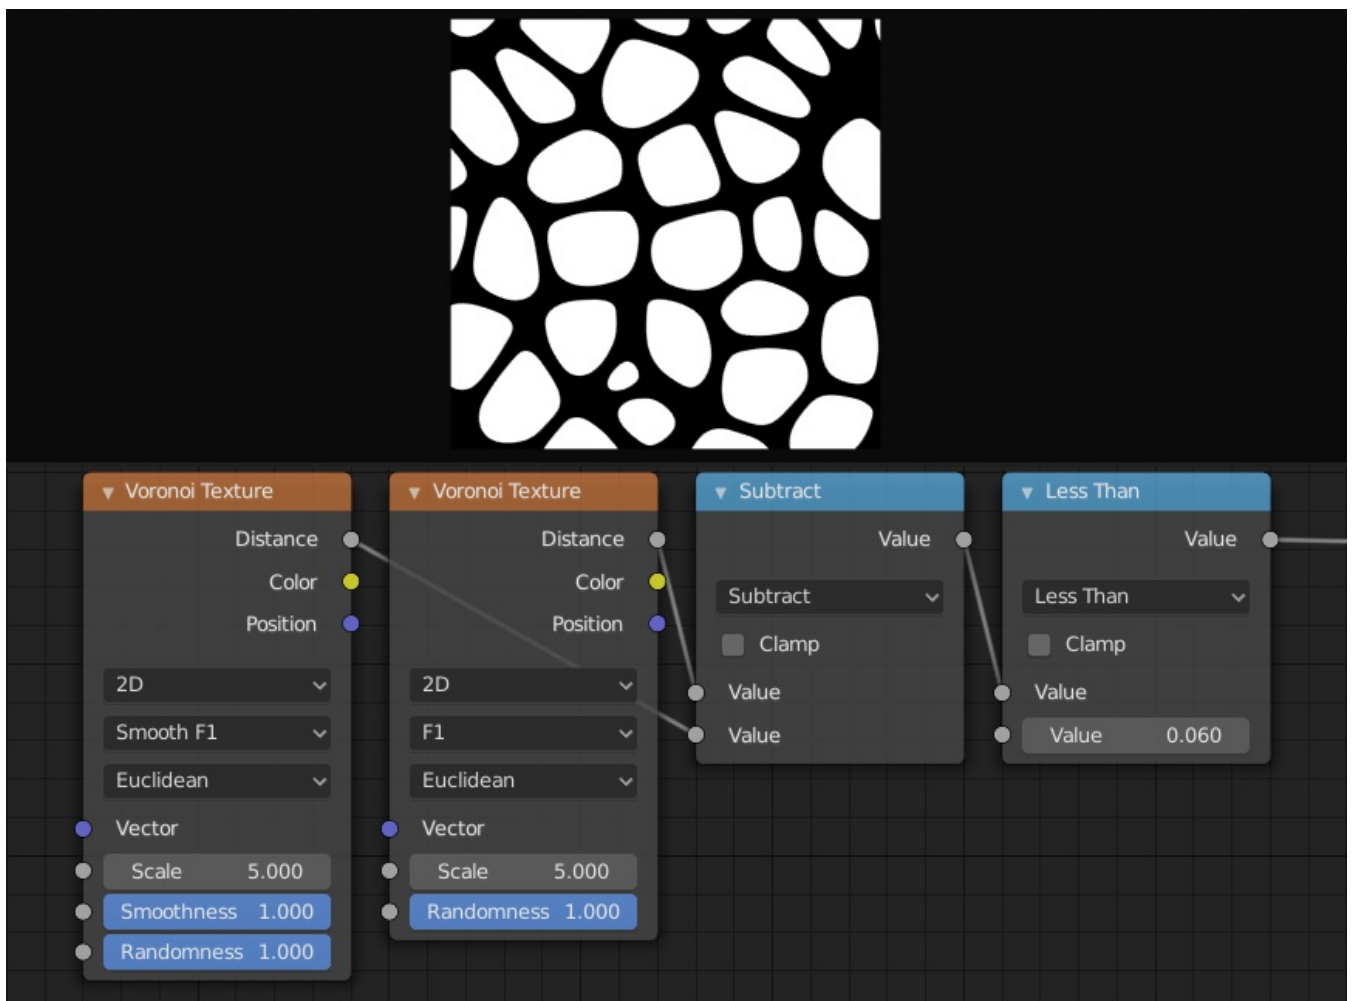 Voronoi Texture
Distance
Color
Position
2D
Smooth F1
Euclidean
Vector
Scale 5.000
Smoothness 1.000
Randomness 1.000
Voronoi Texture
Distance
Color
Position
2D
F1
Euclidean
Vector
Scale 5.000
Randomness 1.000
Subtract
Value
Subtract
Clamp
Value
Value
Less Than
Value
Less Than
Clamp
Value
Value 0.060